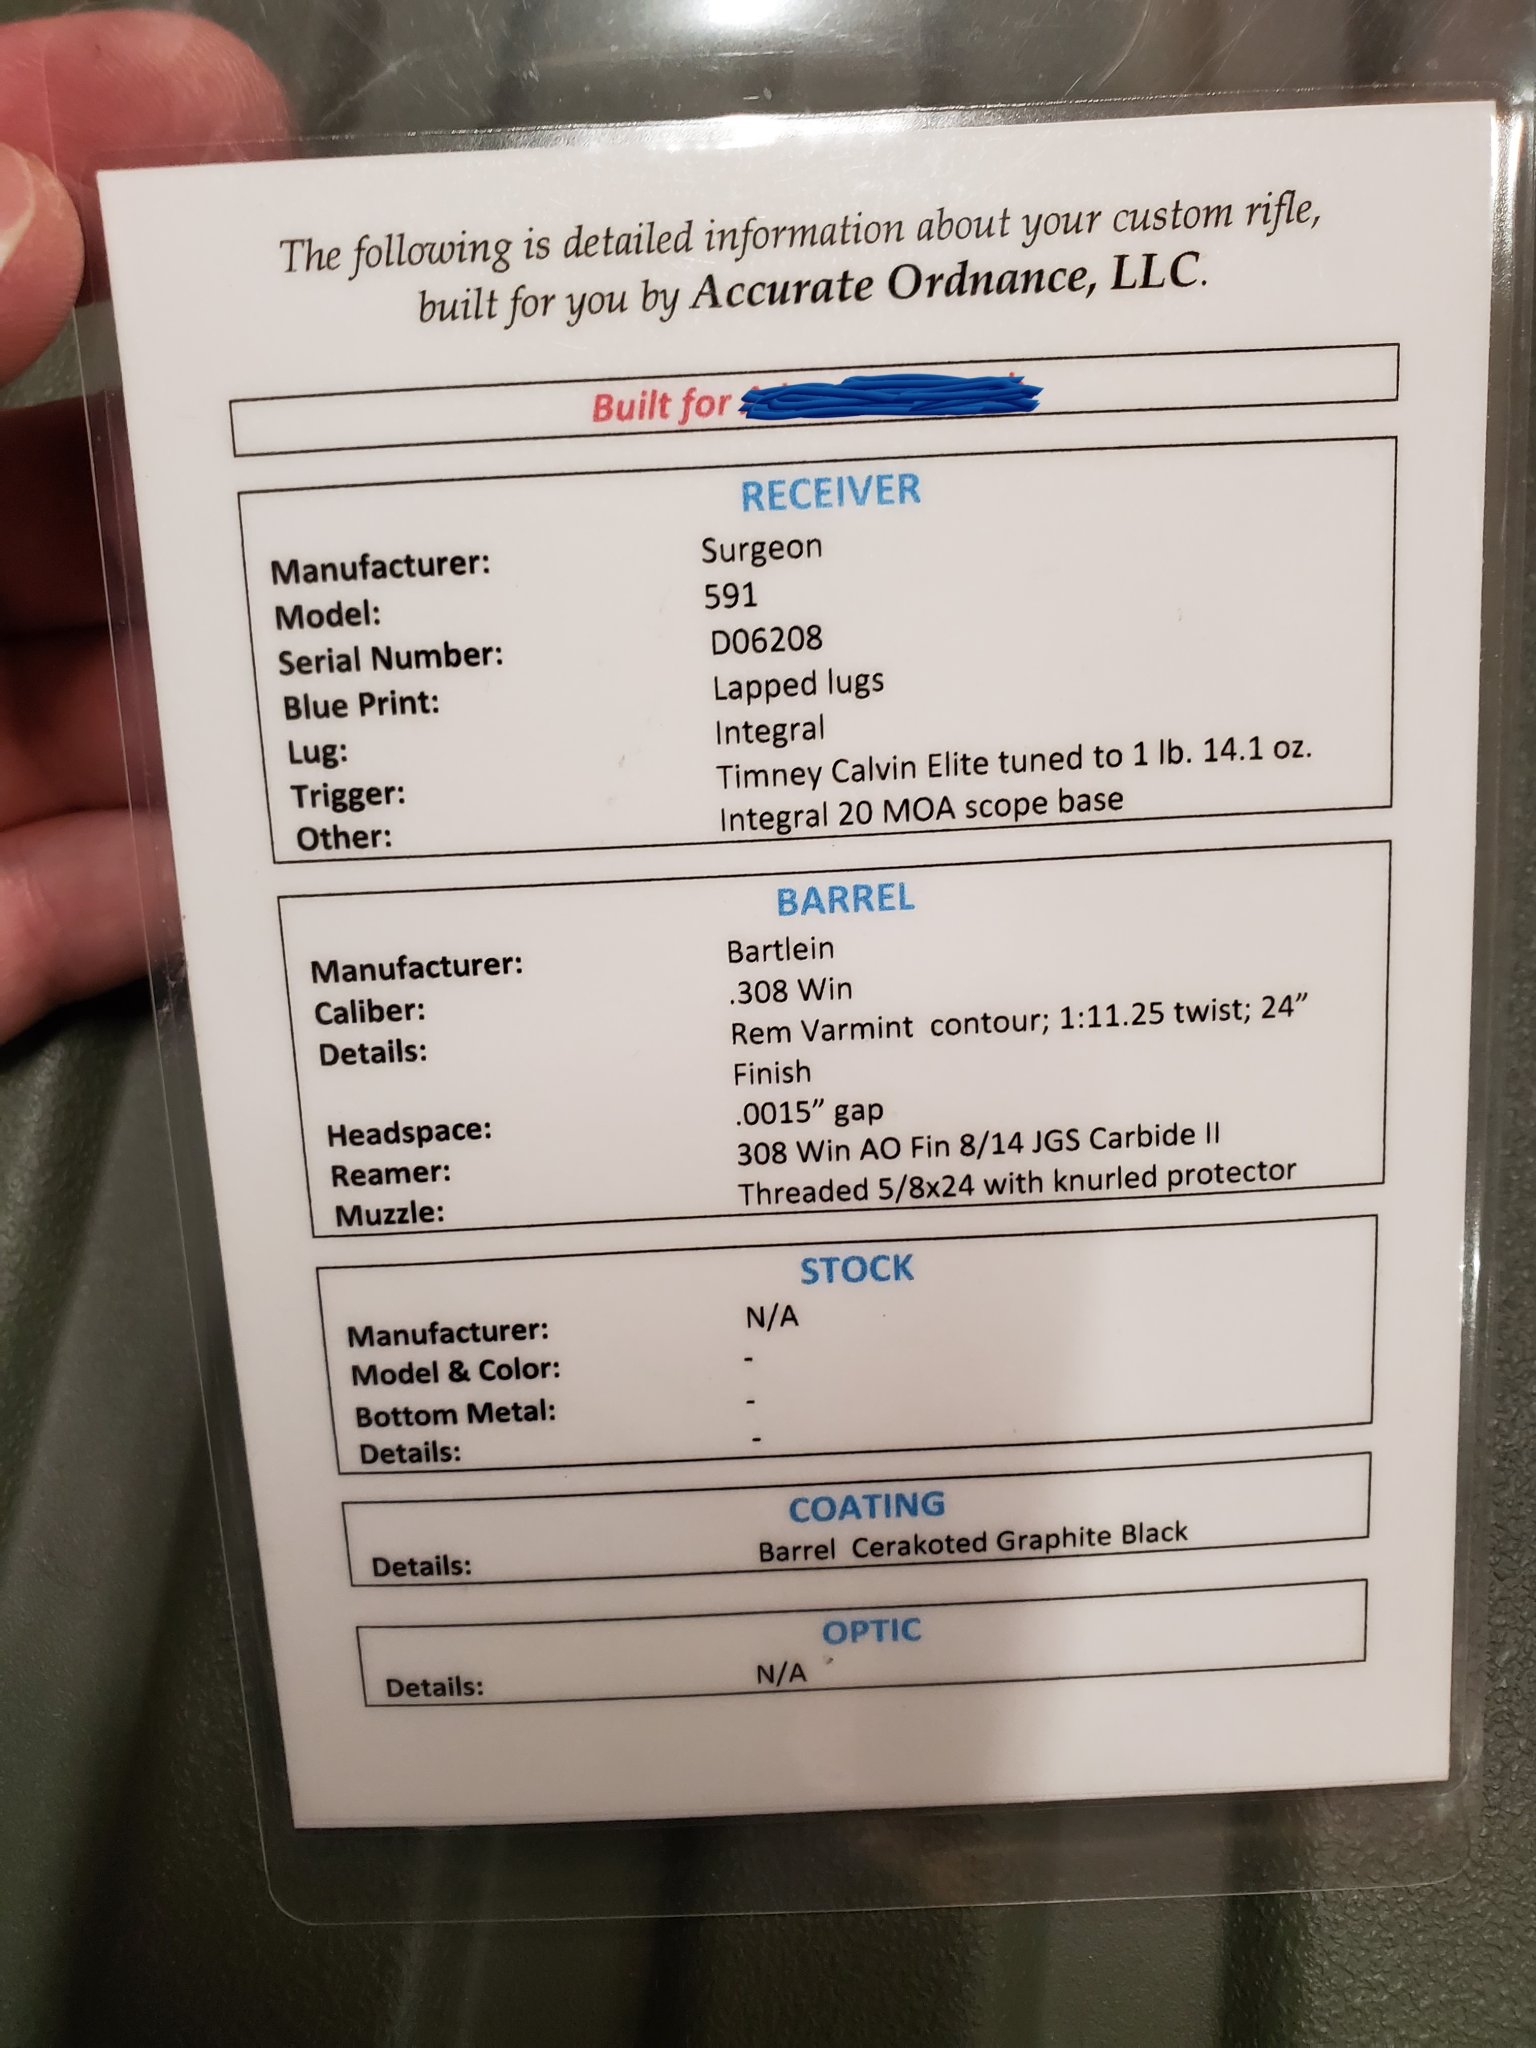 The following is detailed information about your custom rifle,
built for you by Accurate Ordnance, LLC.
Built for
RECEIVER
Manufacturer: Surgeon
Model: 591
Serial Number: D06208
Blue Print: Lapped lugs
Lug: Integral
Trigger: Timney Calvin Elite tuned to 1 lb. 14.1 oz.
Other: Integral 20 MOA scope base
BARREL
Manufacturer: Bartlein
Caliber: .308 Win
Details: Rem Varmint contour; 1:11.25 twist; 24”
Finish
Headspace: .0015” gap
Reamer: 308 Win AO Fin 8/14 JGS Carbide II
Muzzle: Threaded 5/8x24 with knurled protector
STOCK
Manufacturer: N/A
Model & Color: -
Bottom Metal: -
Details: -
COATING
Details: Barrel Cerakoted Graphite Black
OPTIC
Details: N/A